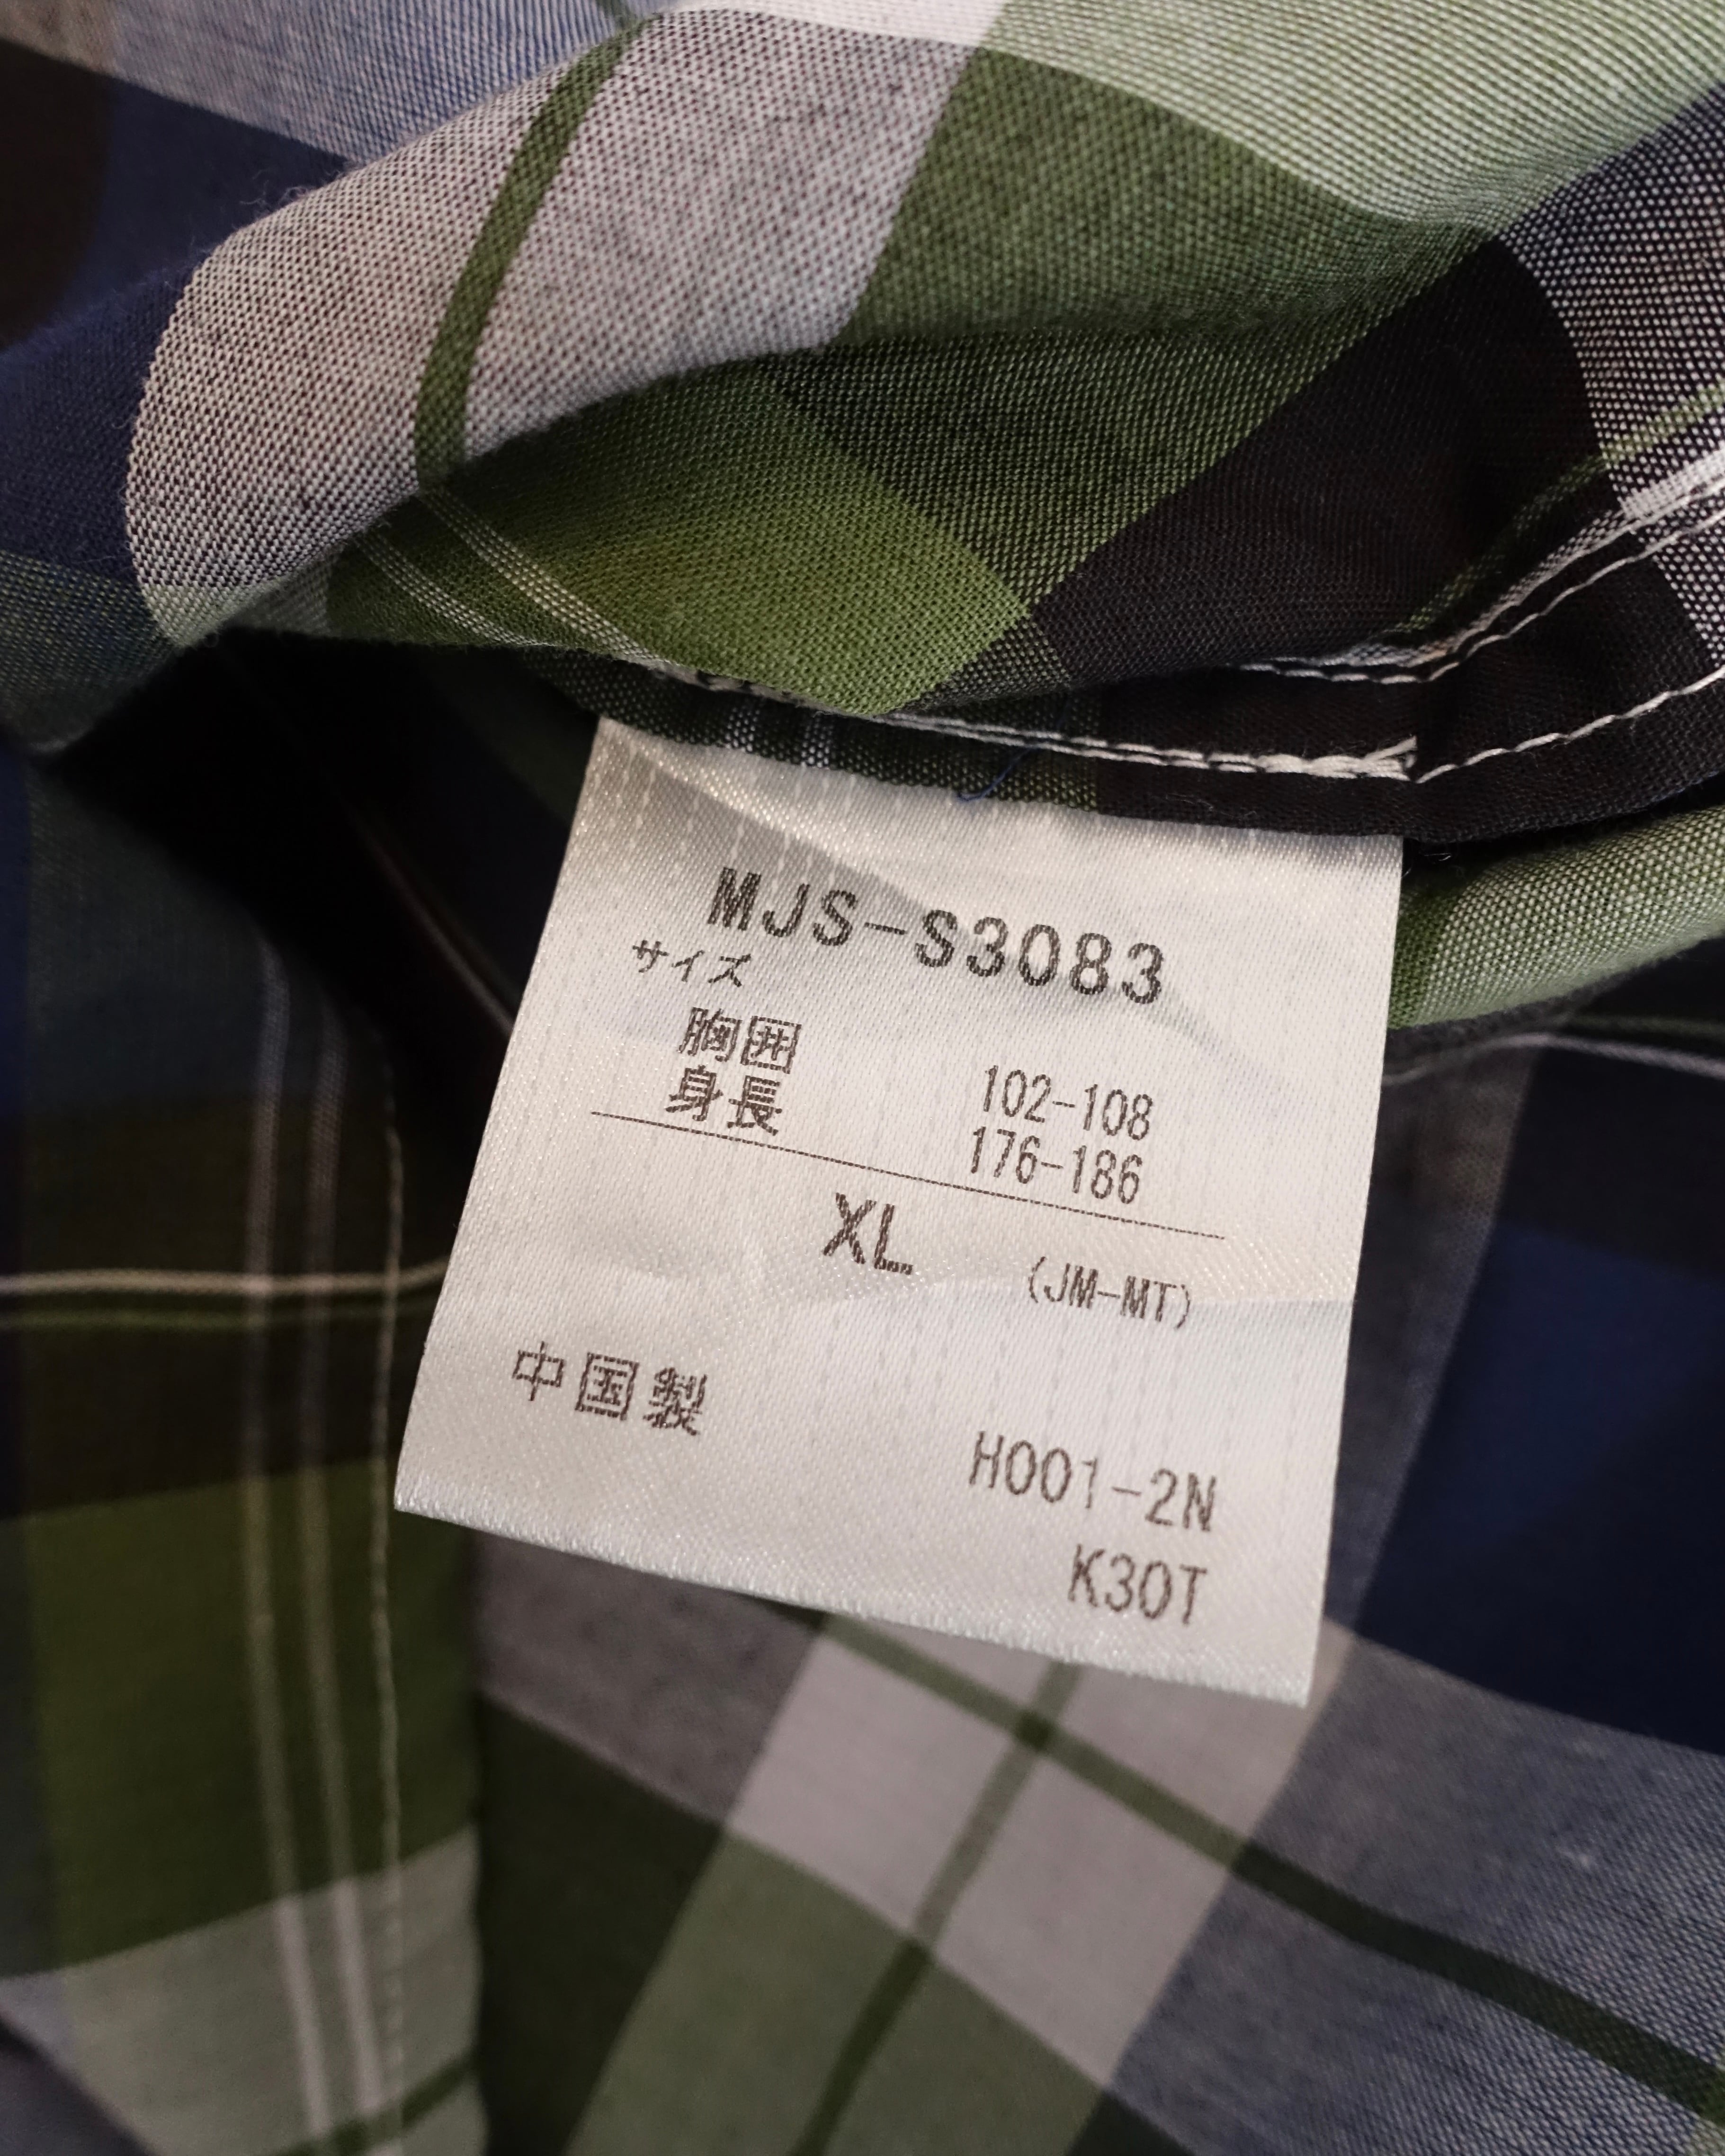 MJS-S3083
サイズ
胸囲 102-108
身長 176-186
XL (JM-MT)
中国製
H001-2N
K30T